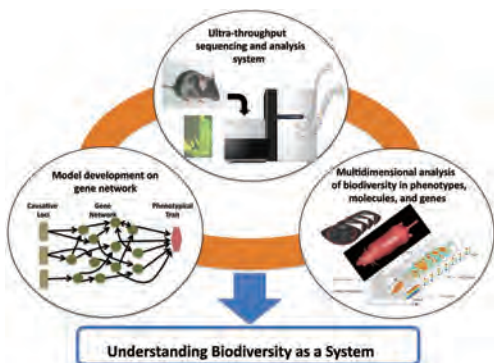 Ultra-throughput
sequencing and analysis
system
Model development on
gene network
Causative
Loci
Gene
Network
Phenotypical
Trait
Multidimensional analysis
of biodiversity in phenotypes,
molecules, and genes
Understanding Biodiversity as a System